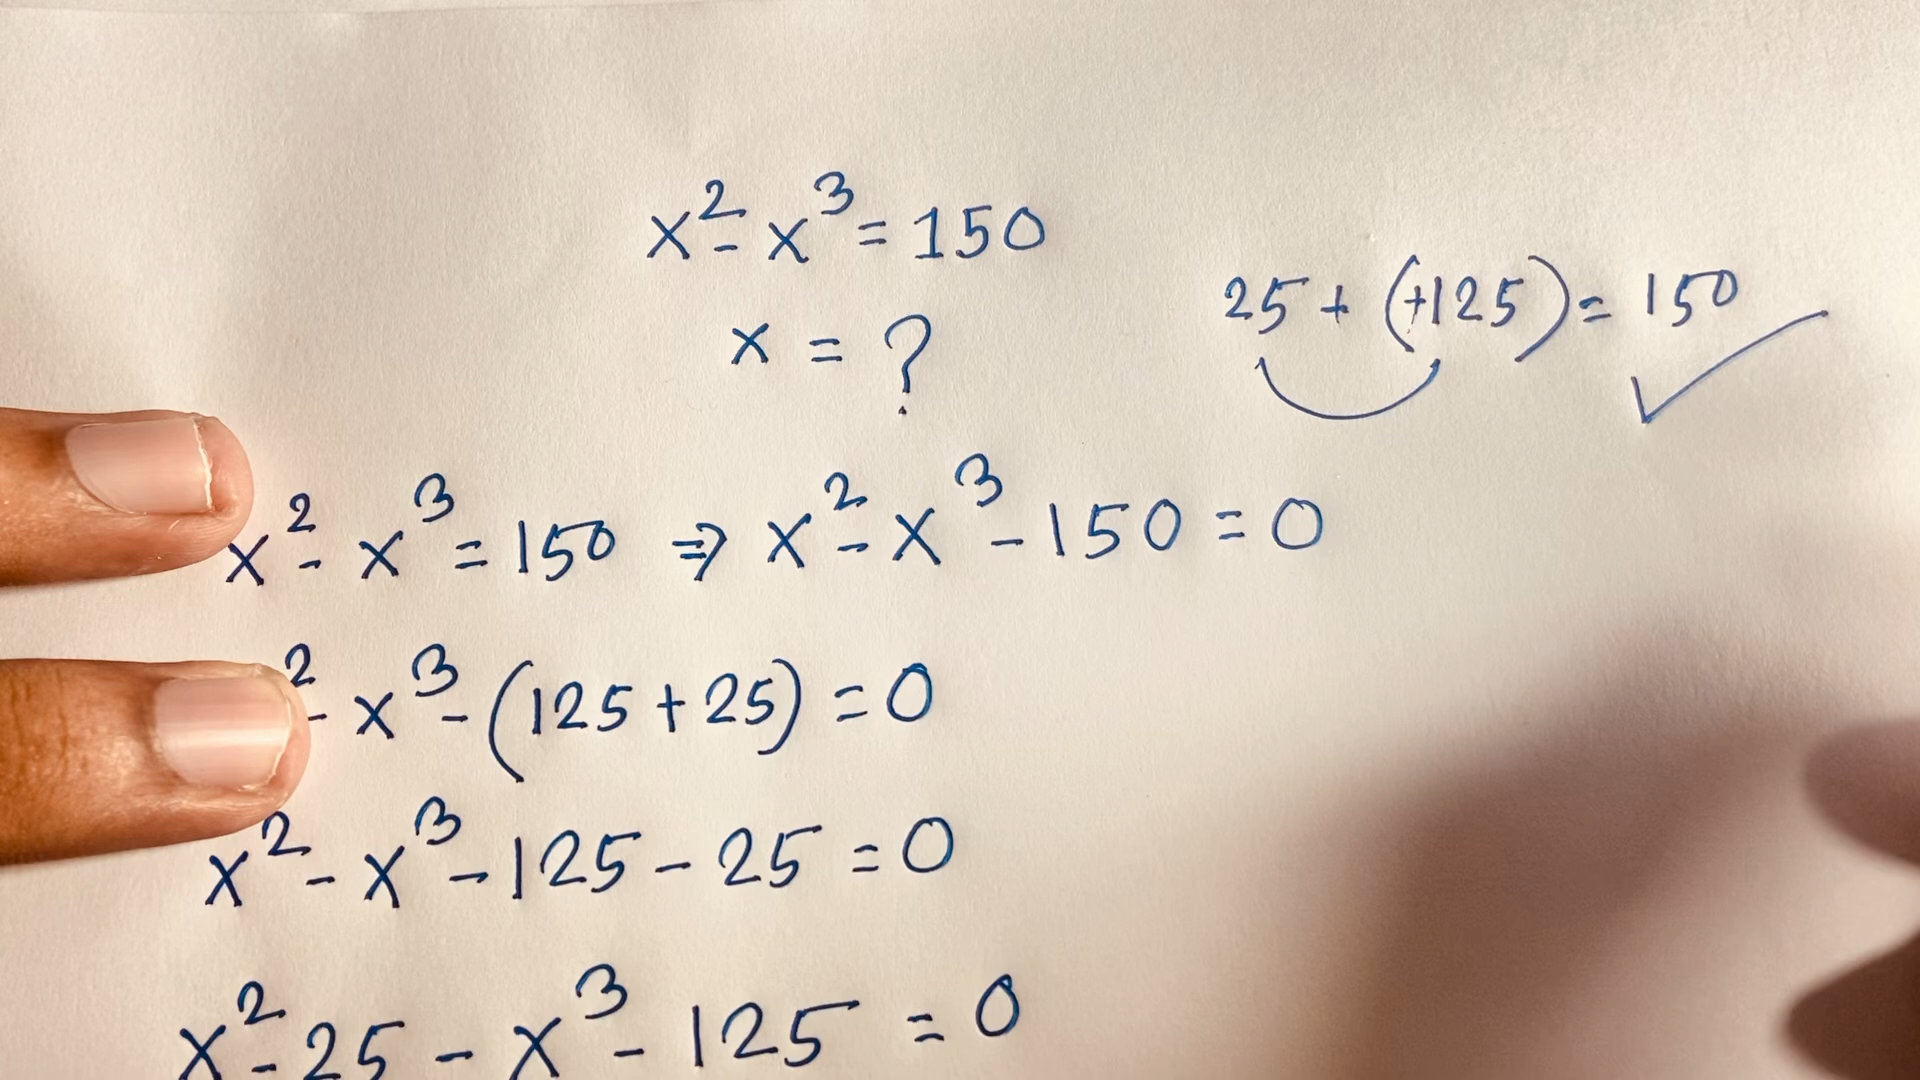 x² - x³ = 150
x = ?
25 + (+125) = 150 ✓
x² - x³ = 150 ⇒ x² - x³ - 150 = 0
² - x³ - (125 + 25) = 0
x² - x³ - 125 - 25 = 0
x² - 25 - x³ - 125 = 0